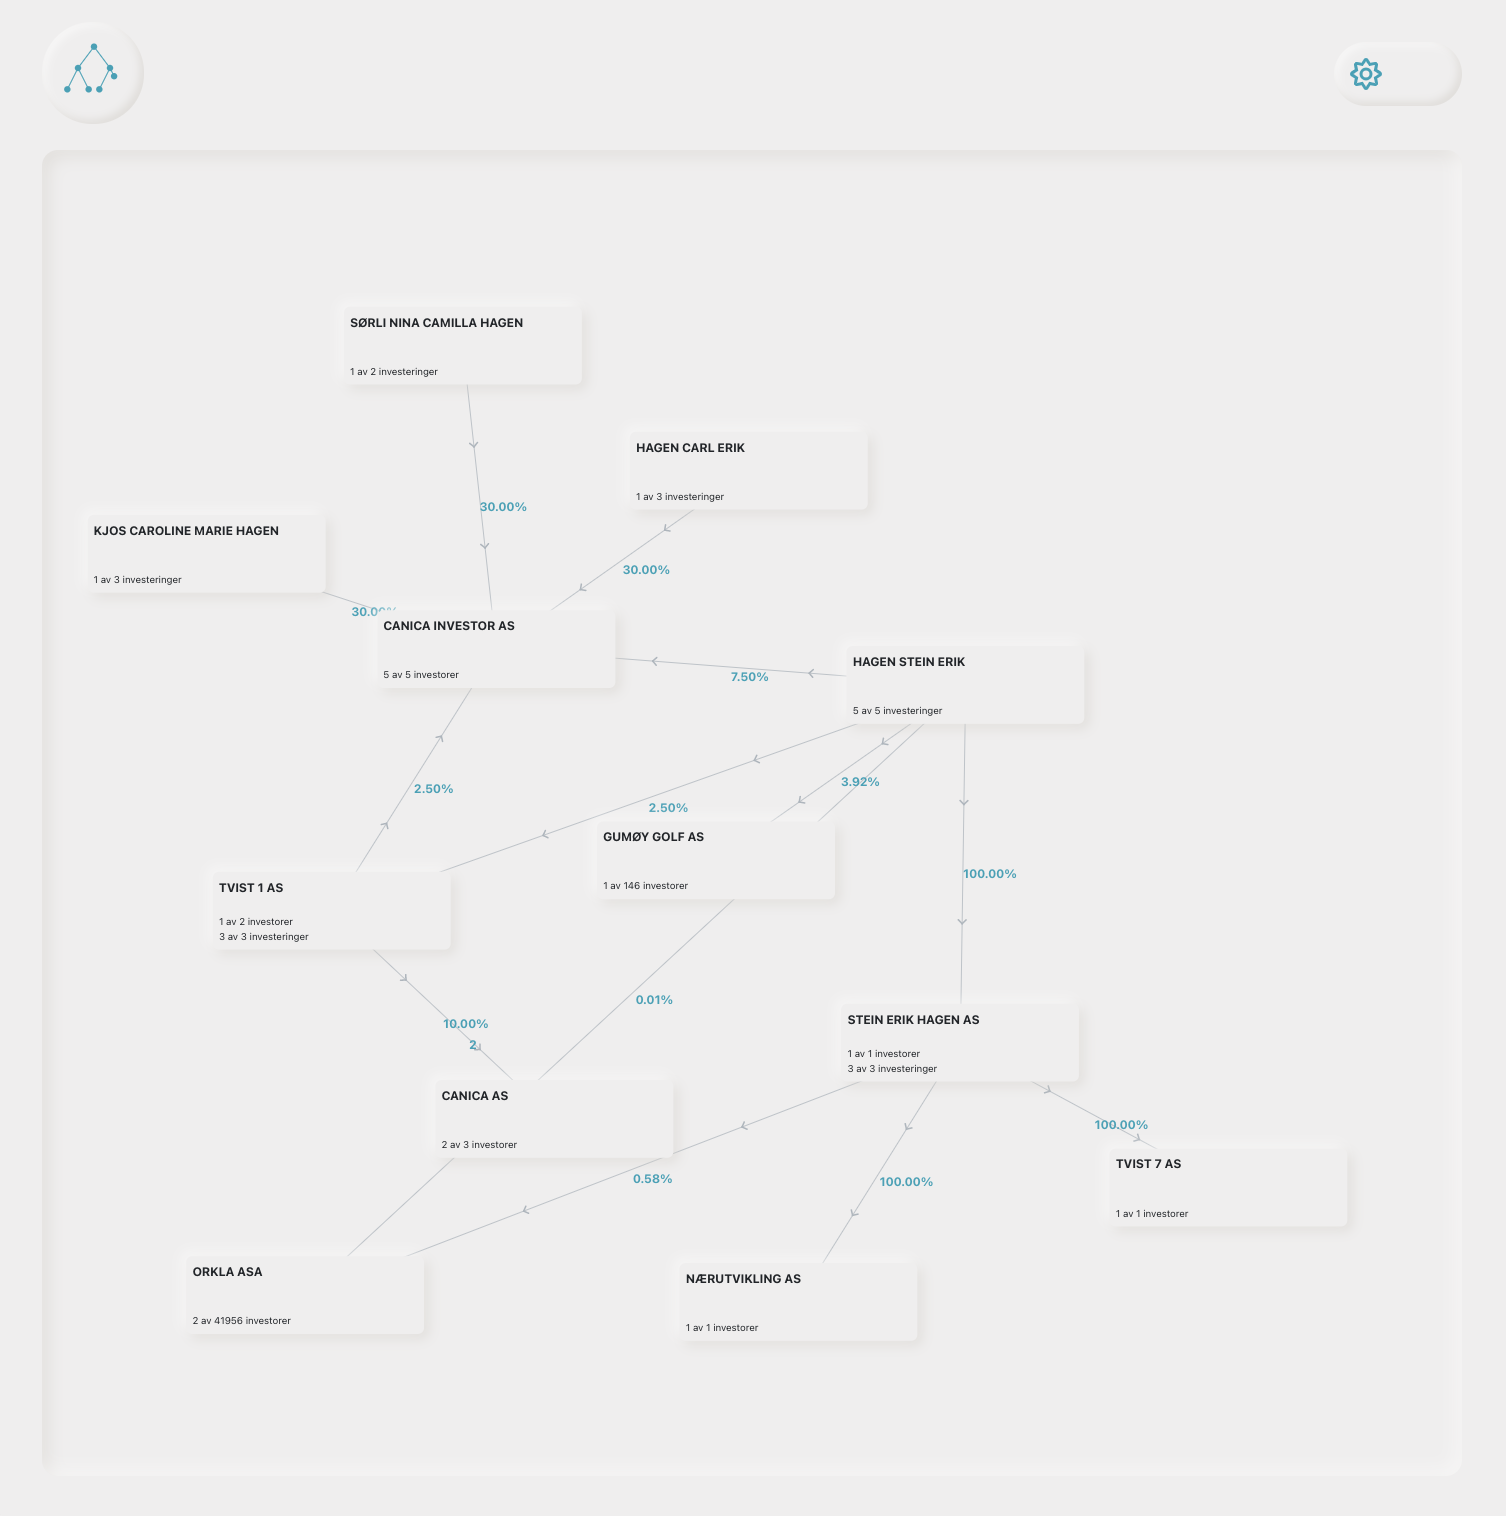 SØRLI NINA CAMILLA HAGEN
1 av 2 investeringer
HAGEN CARL ERIK
1 av 3 investeringer
30.00%
KJOS CAROLINE MARIE HAGEN
1 av 3 investeringer
30.00%
30.00%
CANICA INVESTOR AS
5 av 5 investorer
HAGEN STEIN ERIK
5 av 5 investeringer
7.50%
2.50%
3.92%
2.50%
GUMØY GOLF AS
1 av 146 investorer
100.00%
TVIST 1 AS
1 av 2 investorer
3 av 3 investeringer
0.01%
10.00%
2
STEIN ERIK HAGEN AS
1 av 1 investorer
3 av 3 investeringer
CANICA AS
2 av 3 investorer
100.00%
0.58%
100.00%
TVIST 7 AS
1 av 1 investorer
ORKLA ASA
2 av 41956 investorer
NÆRUTVIKLING AS
1 av 1 investorer